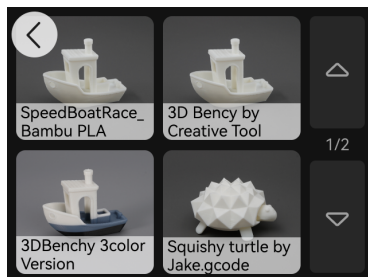 SpeedBoatRace_
Bambu PLA
3D Bency by
Creative Tool
1/2
3DBenchy 3color
Version
Squishy turtle by
Jake.gcode